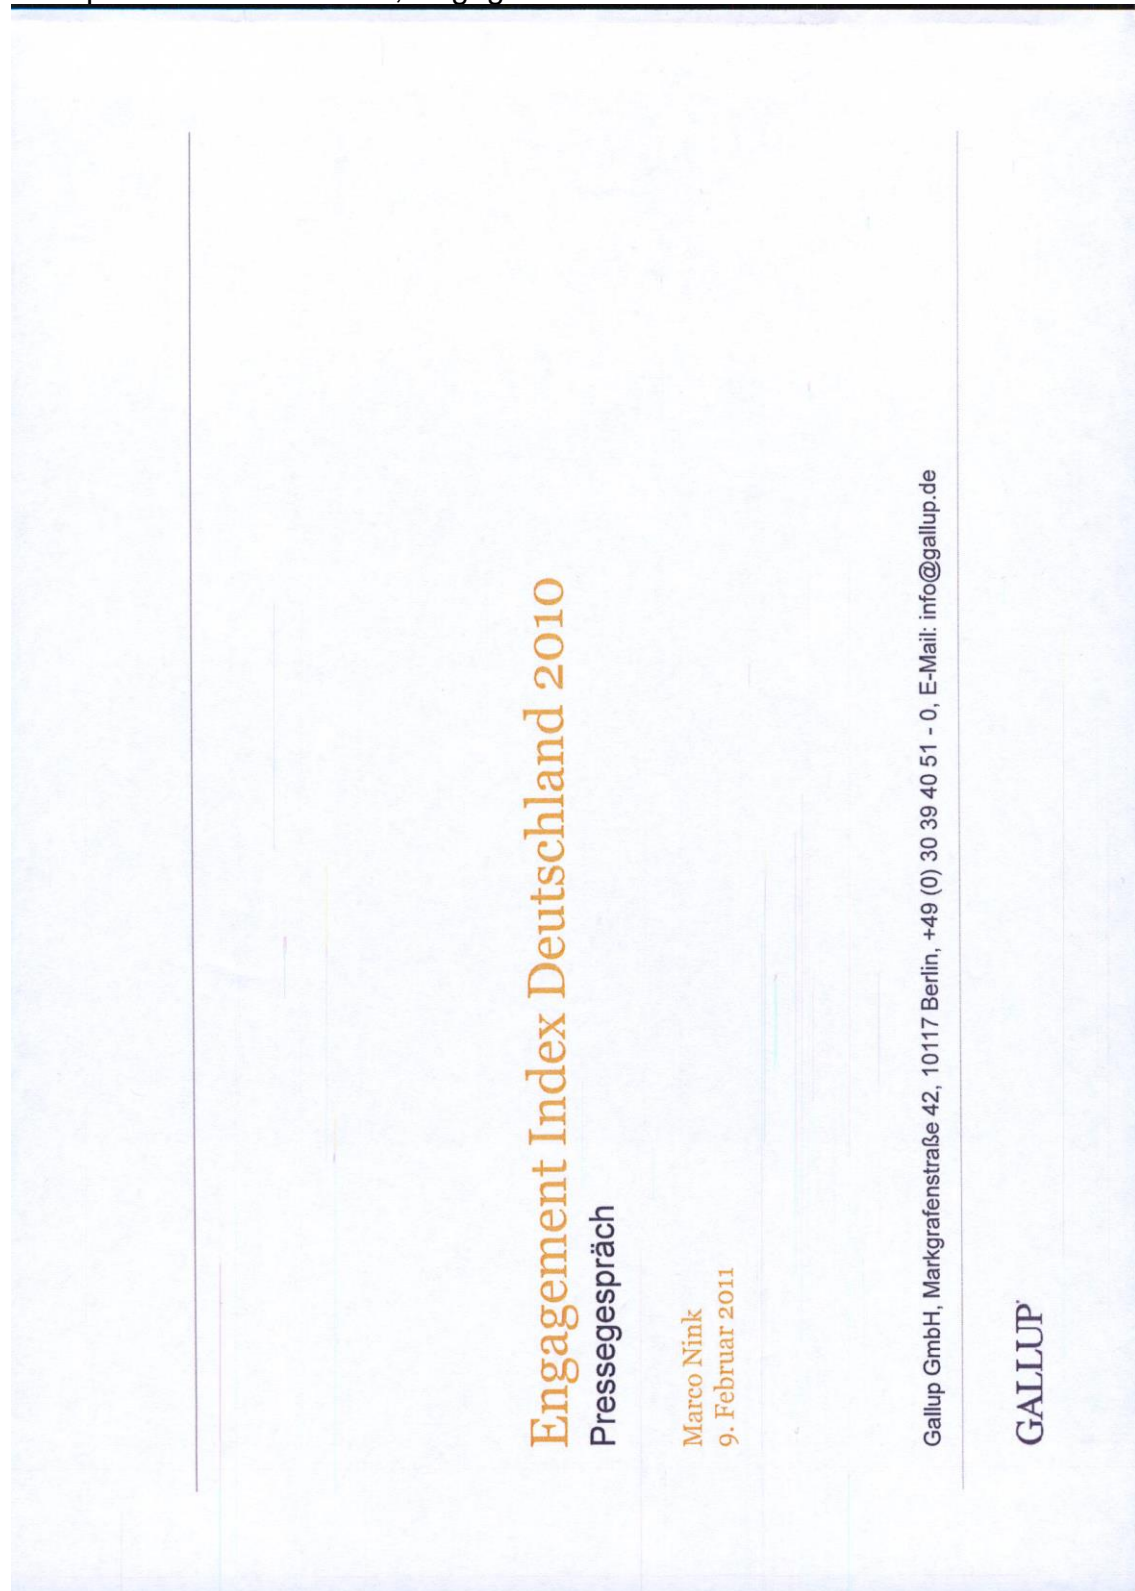 Engagement Index Deutschland 2010
Pressegespräch
Marco Nink
9. Februar 2011
Gallup GmbH, Markgrafenstraße 42, 10117 Berlin, +49 (0) 30 39 40 51 - 0, E-Mail: info@gallup.de
GALLUP